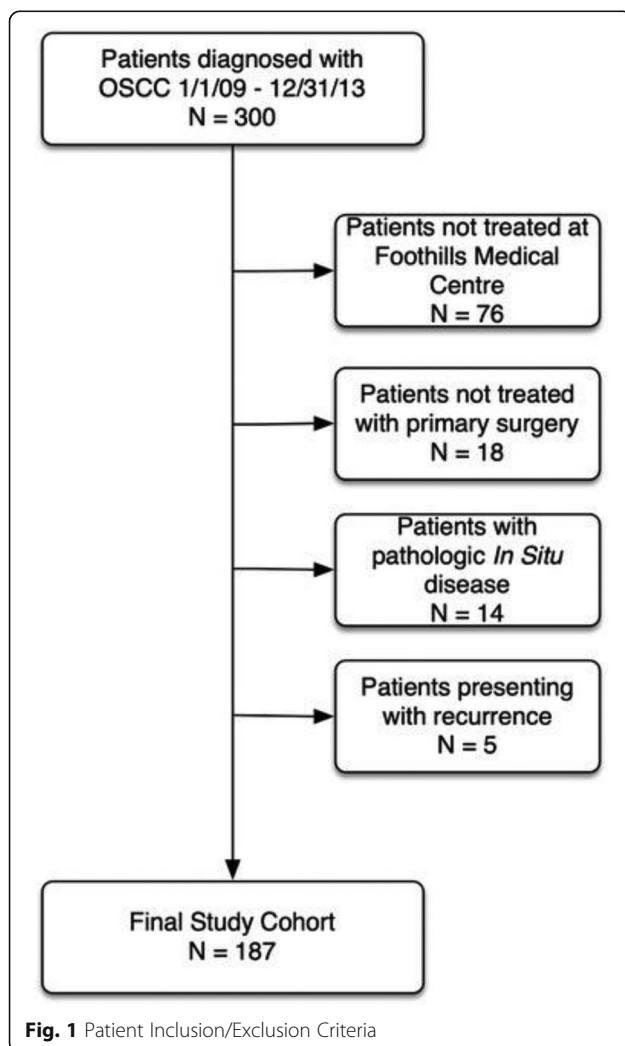 Patients diagnosed with
OSCC 1/1/09 - 12/31/13
N = 300
Patients not treated at
Foothills Medical
Centre
N = 76
Patients not treated
with primary surgery
N = 18
Patients with
pathologic In Situ
disease
N = 14
Patients presenting
with recurrence
N = 5
Final Study Cohort
N = 187
Fig. 1 Patient Inclusion/Exclusion Criteria